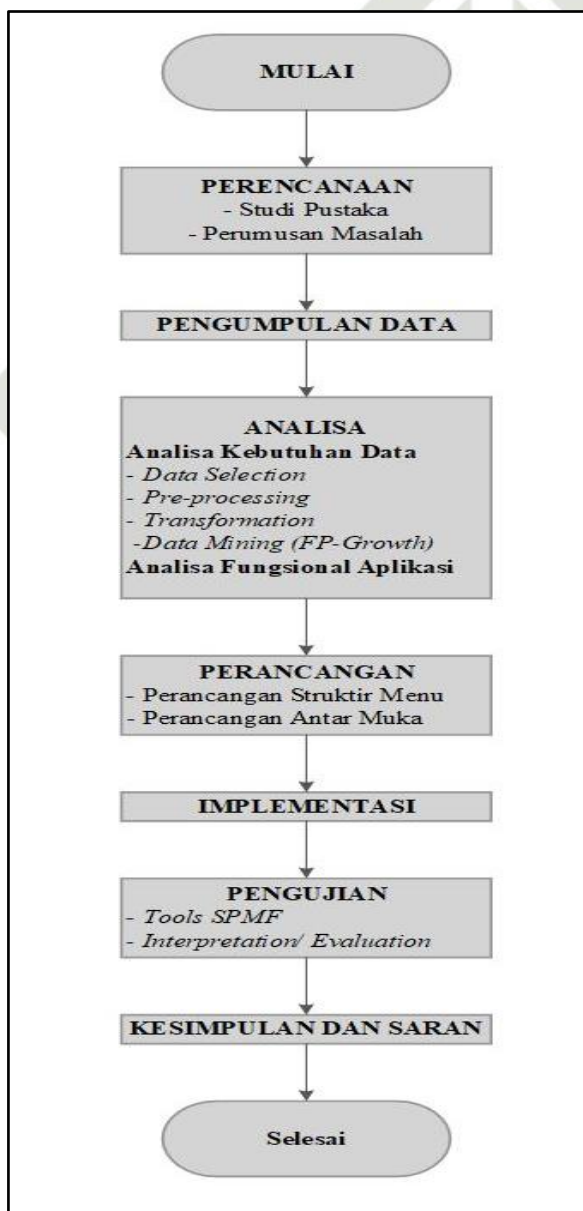 MULAI
PERENCANAAN
- Studi Pustaka
- Perumusan Masalah
PENGUMPULAN DATA
ANALISA
Analisa Kebutuhan Data
- Data Selection
- Pre-processing
- Transformation
-Data Mining (FP-Growth)
Analisa Fungsional Aplikasi
PERANCANGAN
- Perancangan Struktir Menu
- Perancangan Antar Muka
IMPLEMENTASI
PENGUJIAN
- Tools SPMF
- Interpretation/ Evaluation
KESIMPULAN DAN SARAN
Selesai